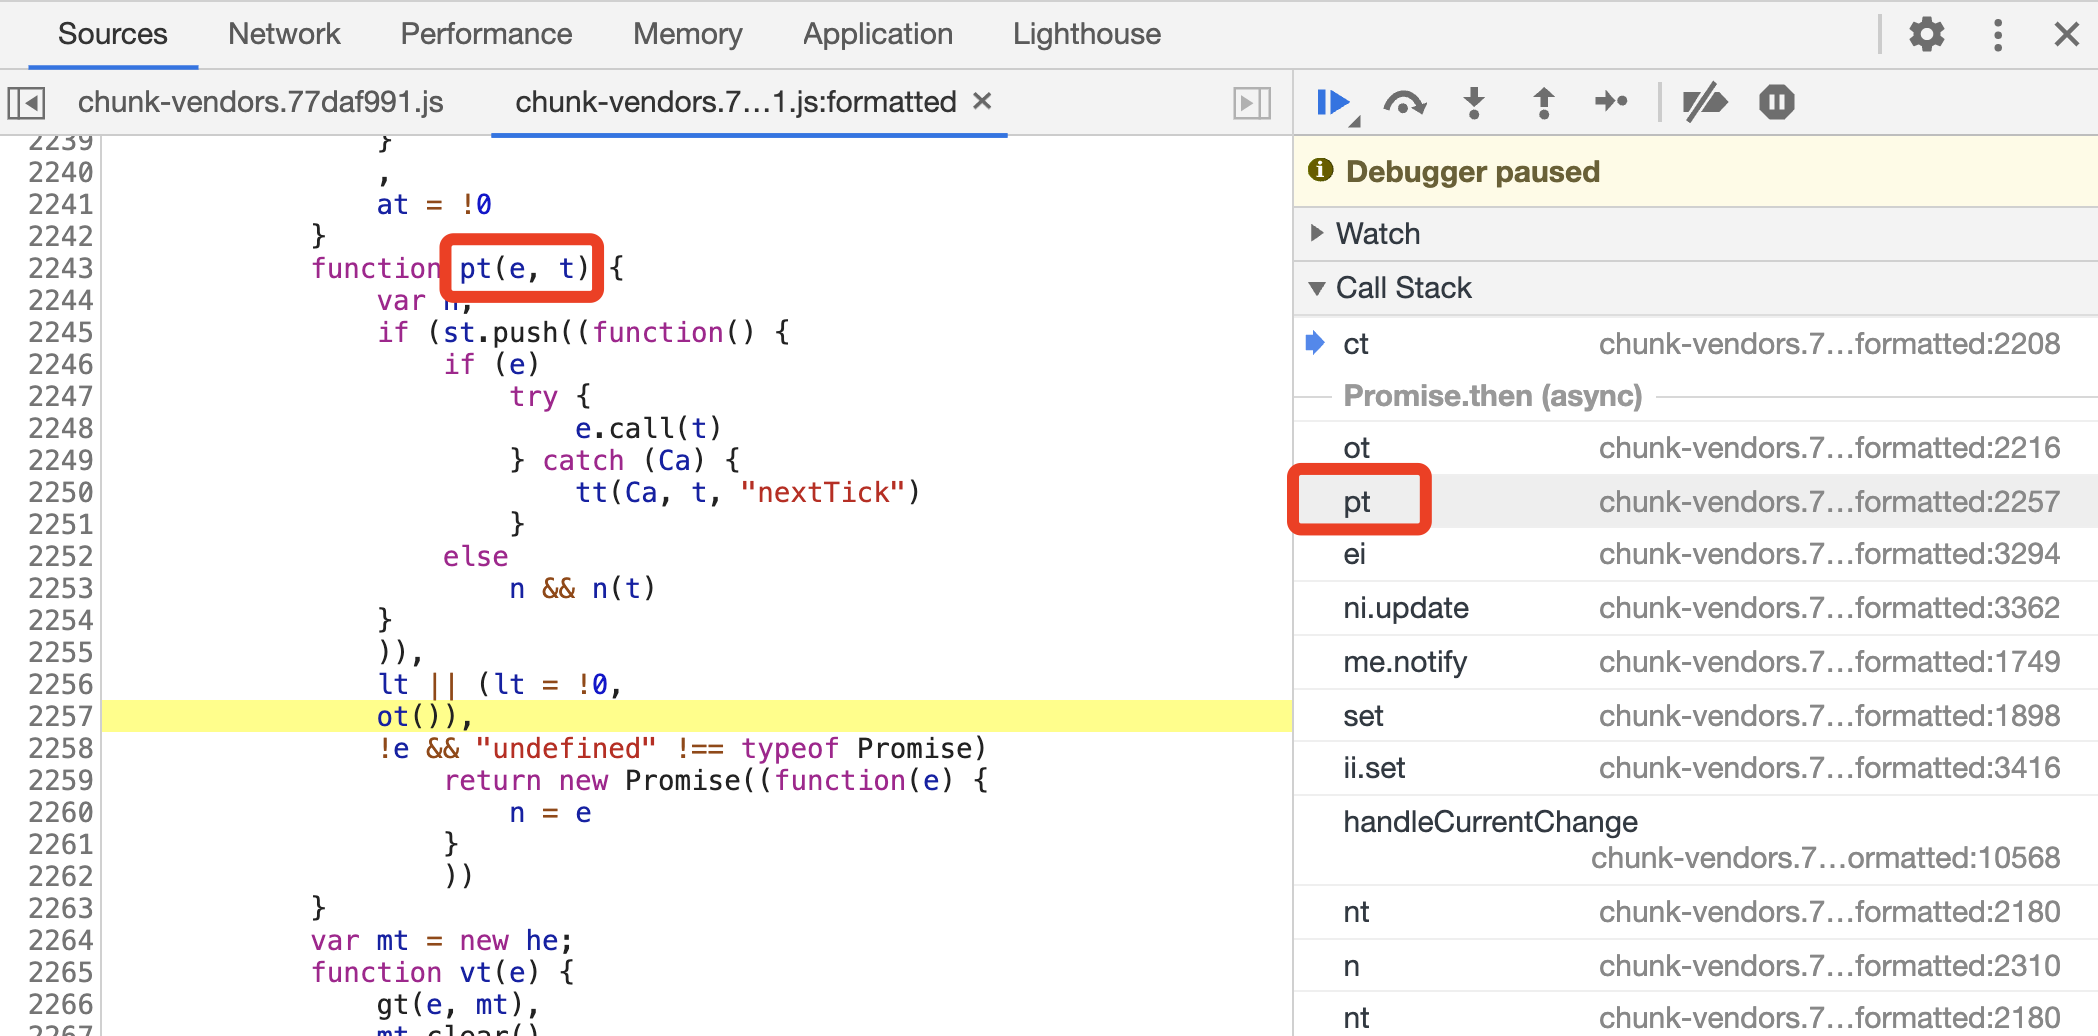 Sources Network Performance Memory Application Lighthouse
chunk-vendors.77daf991.js chunk-vendors.7…1.js:formatted
2239 }
2240 ,
2241 at = !0
2242 }
2243 function pt(e, t) {
2244 var n,
2245 if (st.push((function() {
2246 if (e)
2247 try {
2248 e.call(t)
2249 } catch (Ca) {
2250 tt(Ca, t, "nextTick")
2251 }
2252 else
2253 n && n(t)
2254 }
2255 )),
2256 lt || (lt = !0,
2257 ot()),
2258 !e && "undefined" !== typeof Promise)
2259 return new Promise((function(e) {
2260 n = e
2261 }
2262 ))
2263 }
2264 var mt = new he;
2265 function vt(e) {
2266 gt(e, mt),
2267 mt.clear()
Debugger paused
Watch
Call Stack
ct chunk-vendors.7…formatted:2208
Promise.then (async)
ot chunk-vendors.7…formatted:2216
pt chunk-vendors.7…formatted:2257
ei chunk-vendors.7…formatted:3294
ni.update chunk-vendors.7…formatted:3362
me.notify chunk-vendors.7…formatted:1749
set chunk-vendors.7…formatted:1898
ii.set chunk-vendors.7…formatted:3416
handleCurrentChange
chunk-vendors.7…ormatted:10568
nt chunk-vendors.7…formatted:2180
n chunk-vendors.7…formatted:2310
nt chunk-vendors.7…formatted:2180